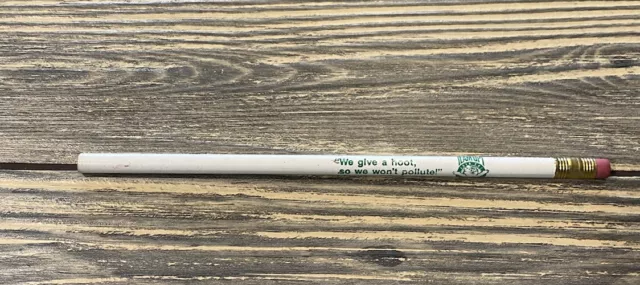 "We give a hoot,
so we won't pollute!"